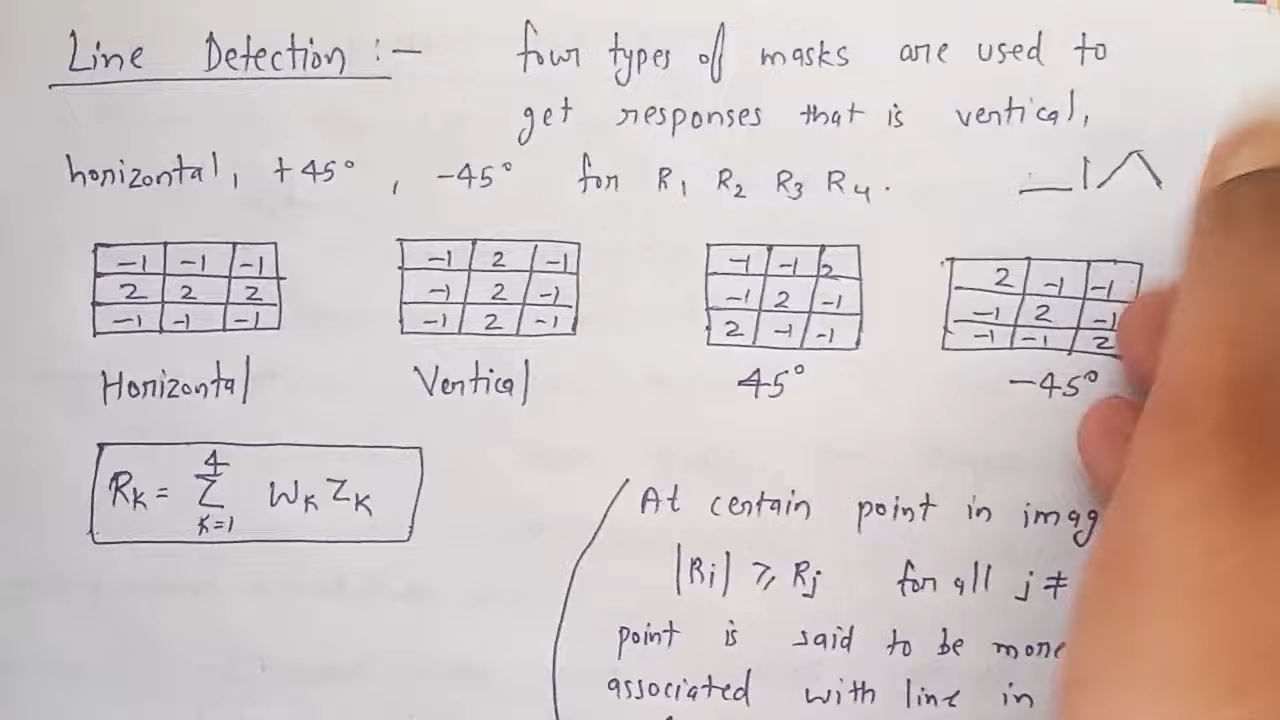 Line Detection :- four types of masks are used to
get responses that is vertical,
horizontal, +45° , -45° for R1 R2 R3 R4.
-1 -1 -1
2 2 2
-1 -1 -1
Horizontal
-1 2 -1
-1 2 -1
-1 2 -1
Vertical
-1 -1 2
-1 2 -1
2 -1 -1
45°
2 -1 -1
-1 2 -1
-1 -1 2
-45°
RK = 4 Σ K=1 WK ZK
At certain point in imag
|Ri| ⩾ Rj for all j ≠
point is said to be more
associated with line in